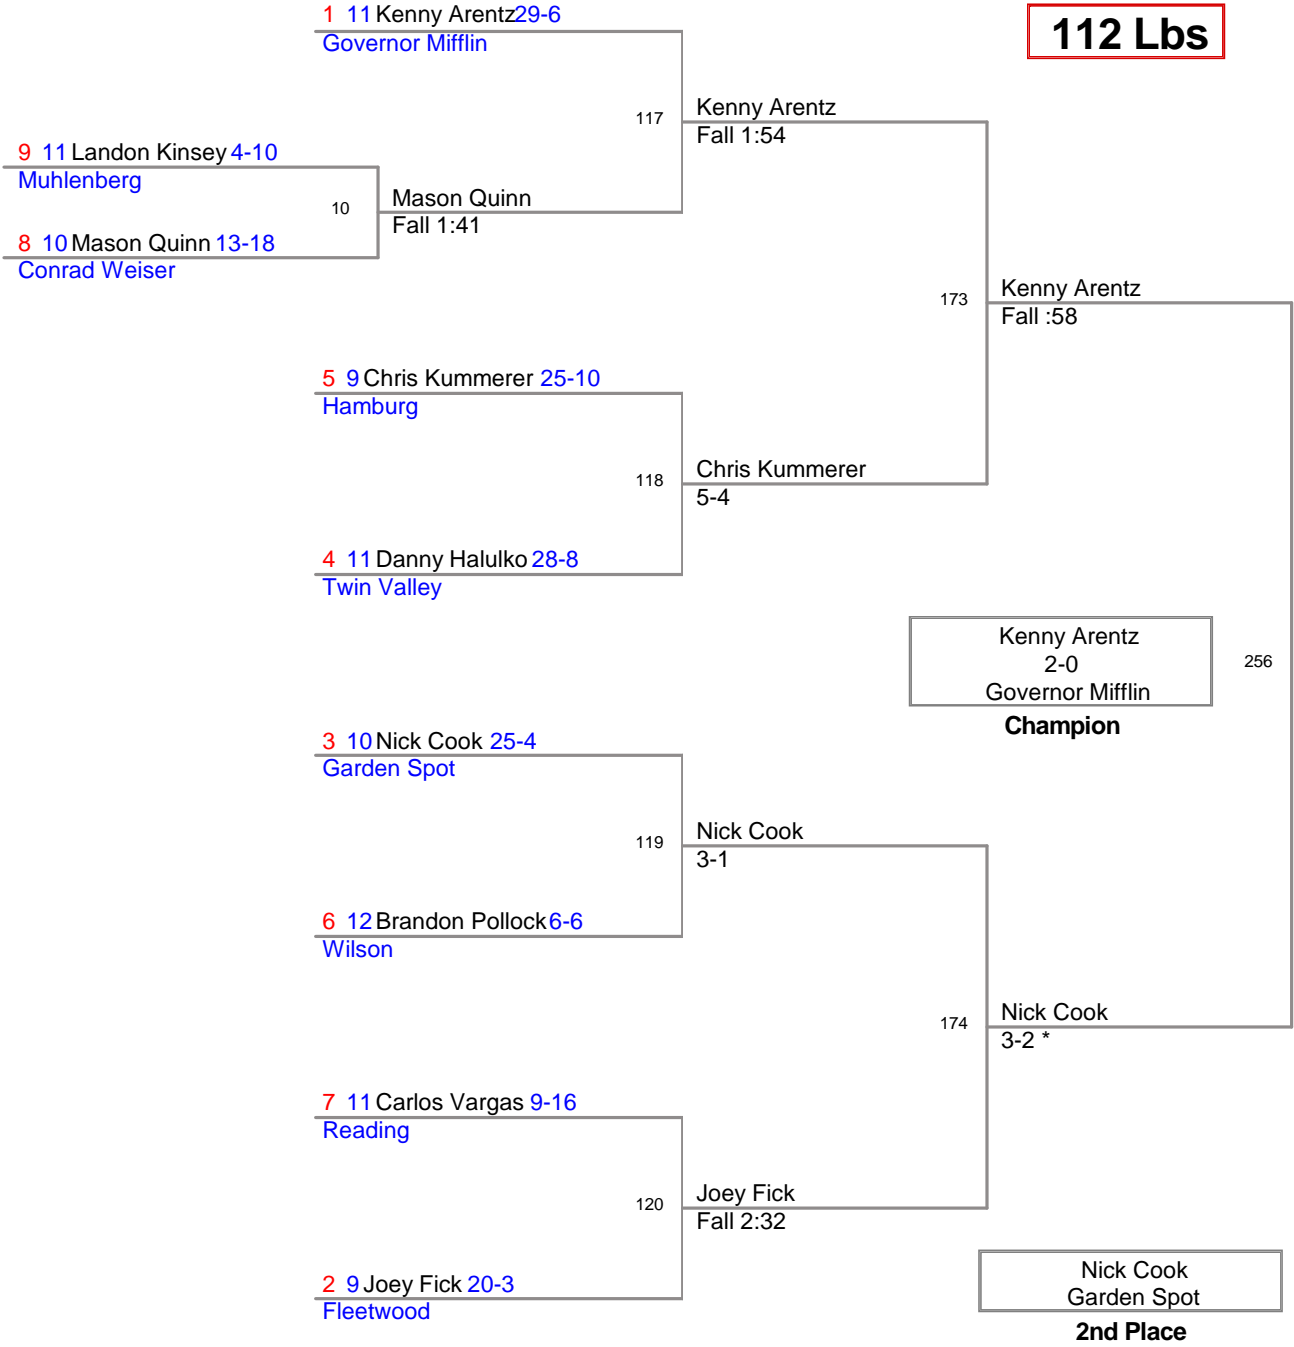 1 11 Kenny Arentz 29-6
Governor Mifflin
112 Lbs
117
Kenny Arentz
Fall 1:54
9 11 Landon Kinsey 4-10
Muhlenberg
10
Mason Quinn
Fall 1:41
8 10 Mason Quinn 13-18
Conrad Weiser
173
Kenny Arentz
Fall :58
5 9 Chris Kummerer 25-10
Hamburg
118
Chris Kummerer
5-4
4 11 Danny Halulko 28-8
Twin Valley
Kenny Arentz
2-0
Governor Mifflin
Champion
256
3 10 Nick Cook 25-4
Garden Spot
119
Nick Cook
3-1
6 12 Brandon Pollock 6-6
Wilson
174
Nick Cook
3-2 *
7 11 Carlos Vargas 9-16
Reading
120
Joey Fick
Fall 2:32
2 9 Joey Fick 20-3
Fleetwood
Nick Cook
Garden Spot
2nd Place